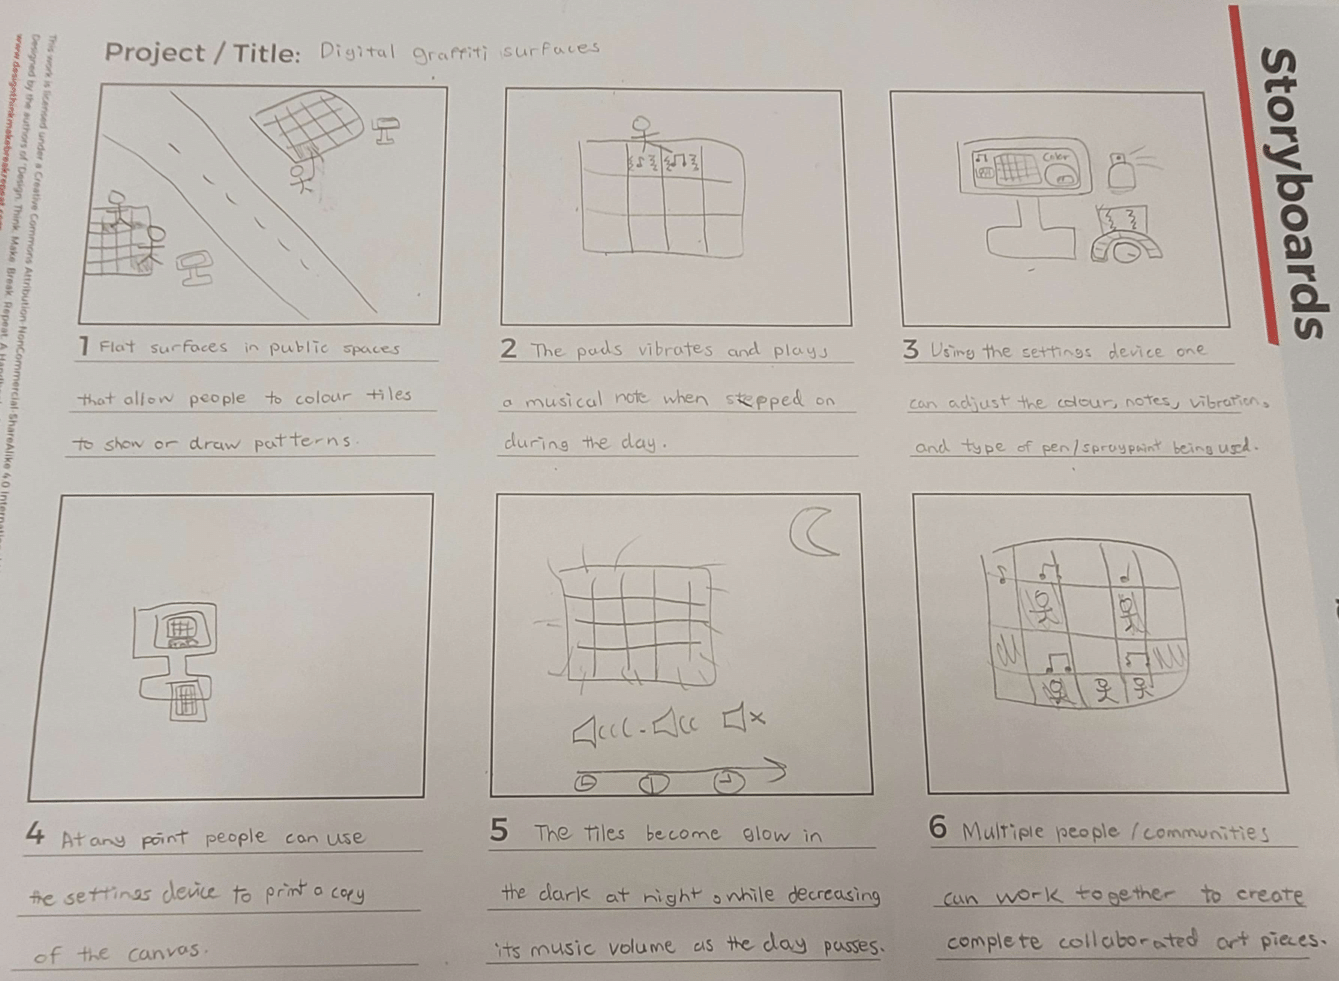 Project / Title: Digital graffiti surfaces
Storyboards
This work is licensed under a Creative Commons Attribution-NonCommercial-ShareAlike 4.0
Designed by the authors of 'Design. Think. Make. Break. Repeat. A
www.designthinkmakebreakrepeat.com
Color
1 Flat surfaces in public spaces
that allow people to colour tiles
to show or draw patterns.
2 The pads vibrates and plays
a musical note when stepped on
during the day.
3 Using the settings device one
can adjust the colour, notes, vibration,
and type of pen/spraypaint being used.
4 At any point people can use
the settings device to print a copy
of the canvas.
5 The tiles become glow in
the dark at night while decreasing
its music volume as the day passes.
6 Multiple people / communities
can work together to create
complete collaborated art pieces.